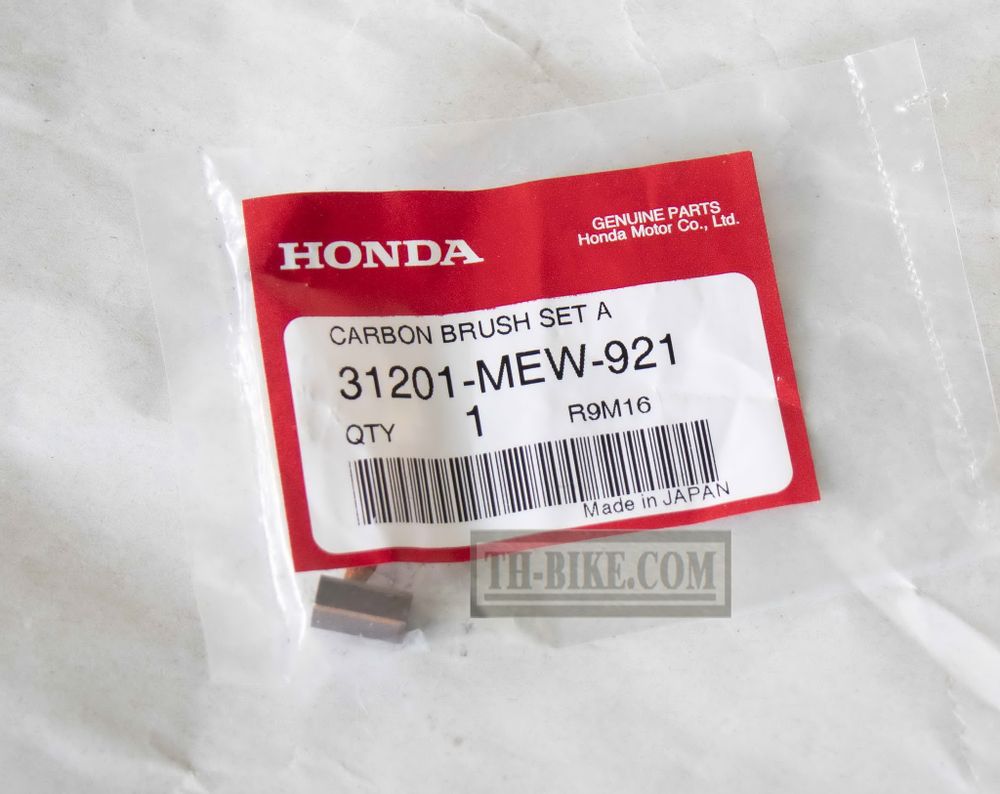 HONDA
GENUINE PARTS
Honda Motor Co., Ltd.
CARBON BRUSH SET A
31201-MEW-921
QTY 1 R9M16
Made in JAPAN
TH-BIKE.COM